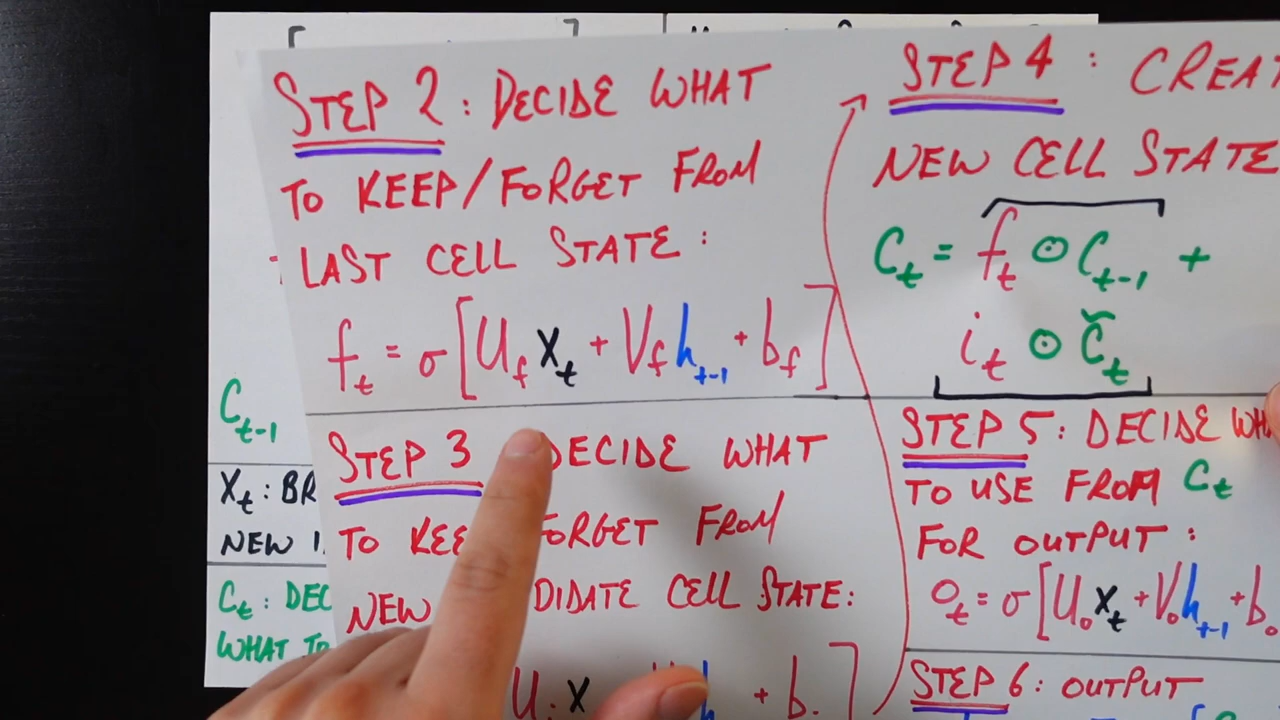 STEP 2: DECIDE WHAT
TO KEEP/FORGET FROM
LAST CELL STATE:
f_t = σ[U_f X_t + V_f h_t-1 + b_f]
STEP 3 DECIDE WHAT
TO KEE FORGET FROM
NEW DIDATE CELL STATE:
U. X + b.
STEP 4: CREAT
NEW CELL STATE
C_t = f_t ⊙ C_t-1 +
i_t ⊙ C̆_t
STEP 5: DECIDE WH
TO USE FROM C_t
FOR OUTPUT:
O_t = σ[U_o X_t + V_o h_t-1 + b_o
STEP 6: OUTPUT
C_t-1
X_t: BR
NEW I
C_t: DEC
WHAT TO